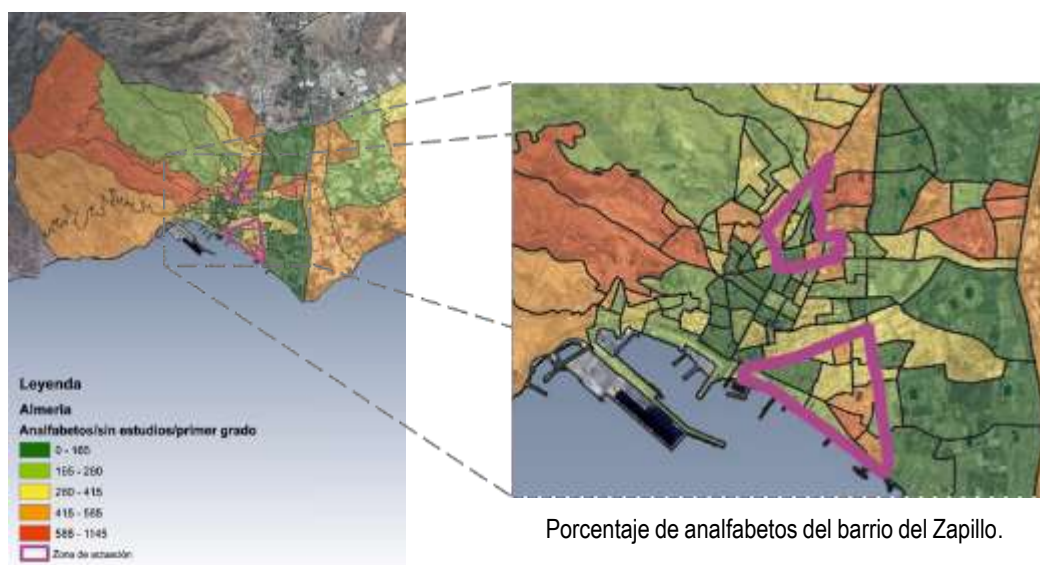 Leyenda
Almería
Analfabetos/sin estudios/primer grado
0 - 165
165 - 280
280 - 415
415 - 585
585 - 1145
Zona de actuación
Porcentaje de analfabetos del barrio del Zapillo.